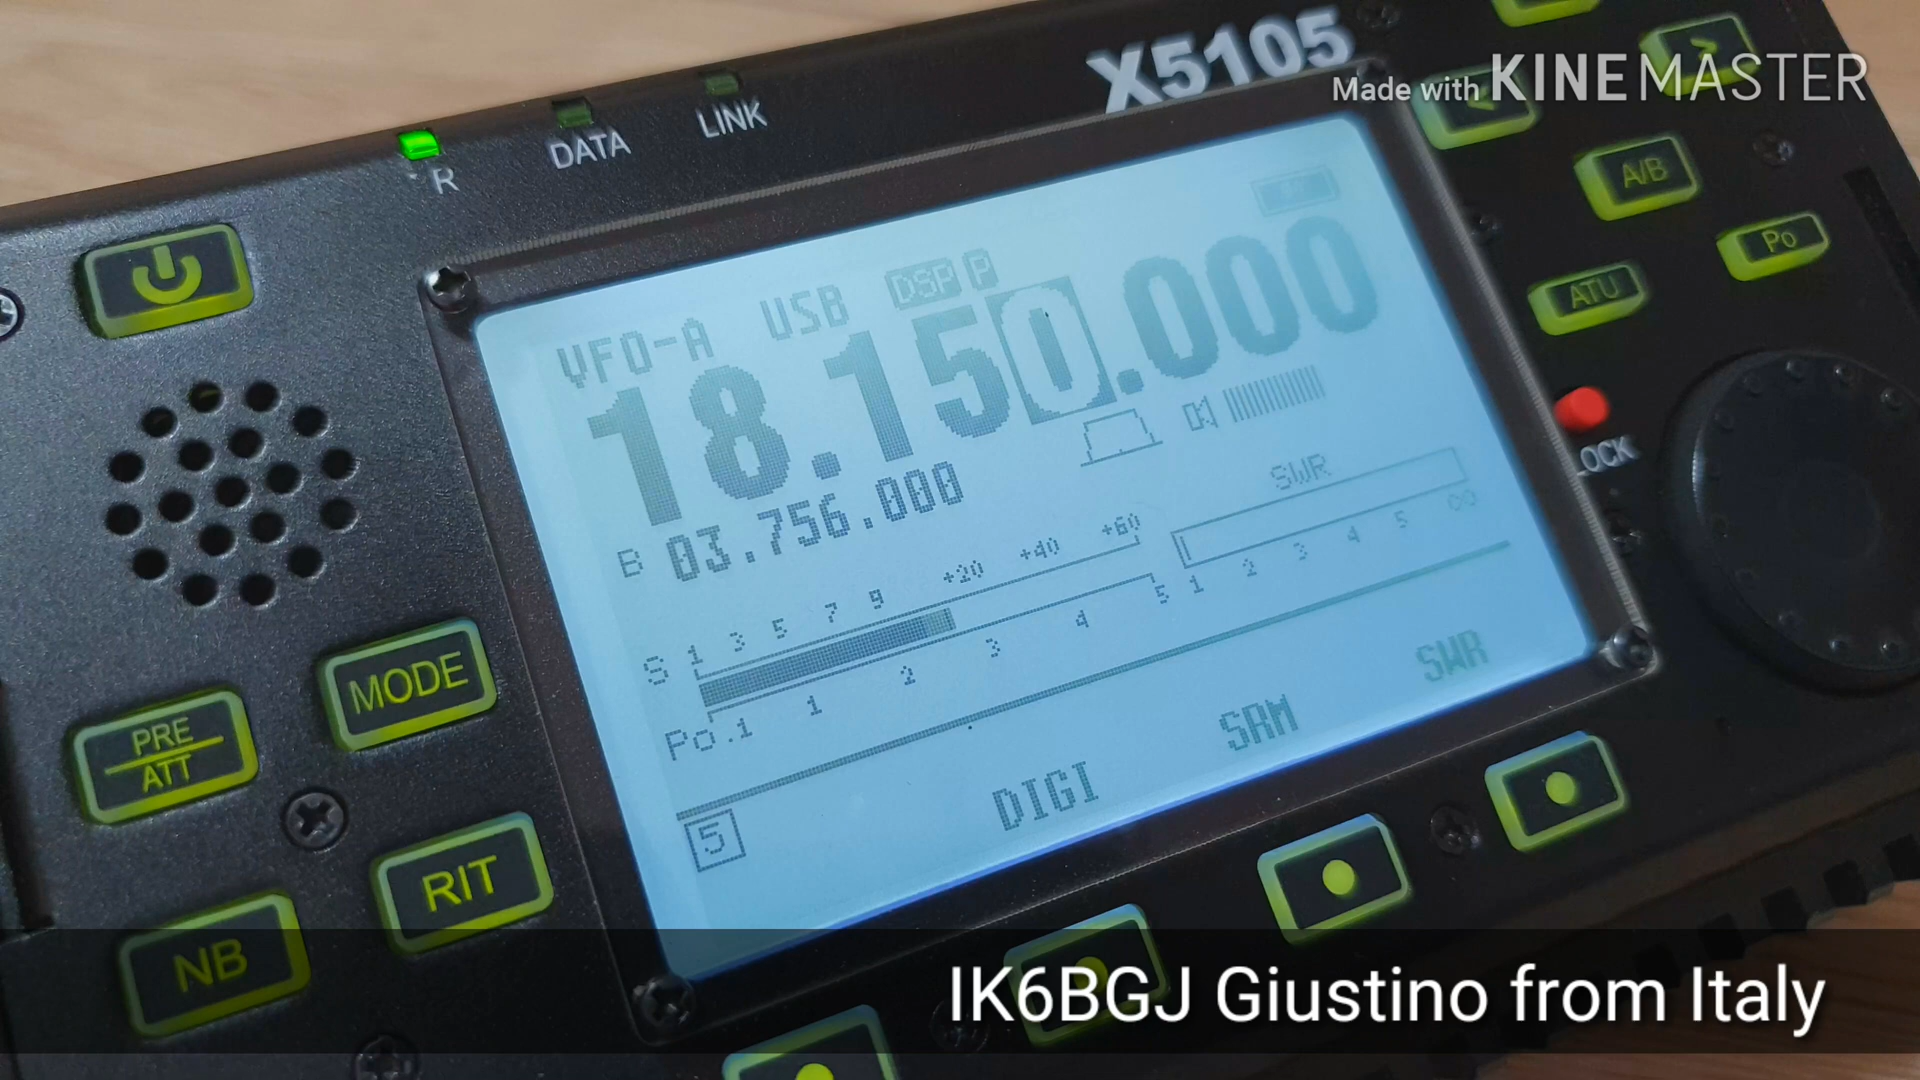 X5105
Made with KINEMASTER
LINK
DATA
R
A/B
Po
ATU
LOCK
VFO-A USB DSP P
18.150.000
B 03.756.000
SWR
S 1 3 5 7 9 +20 +40 +60
1 2 3 4 5 ∞
Po .1 1 2 3 4 5
5 DIGI SRM SWR
MODE
PRE
ATT
RIT
NB
IK6BGJ Giustino from Italy